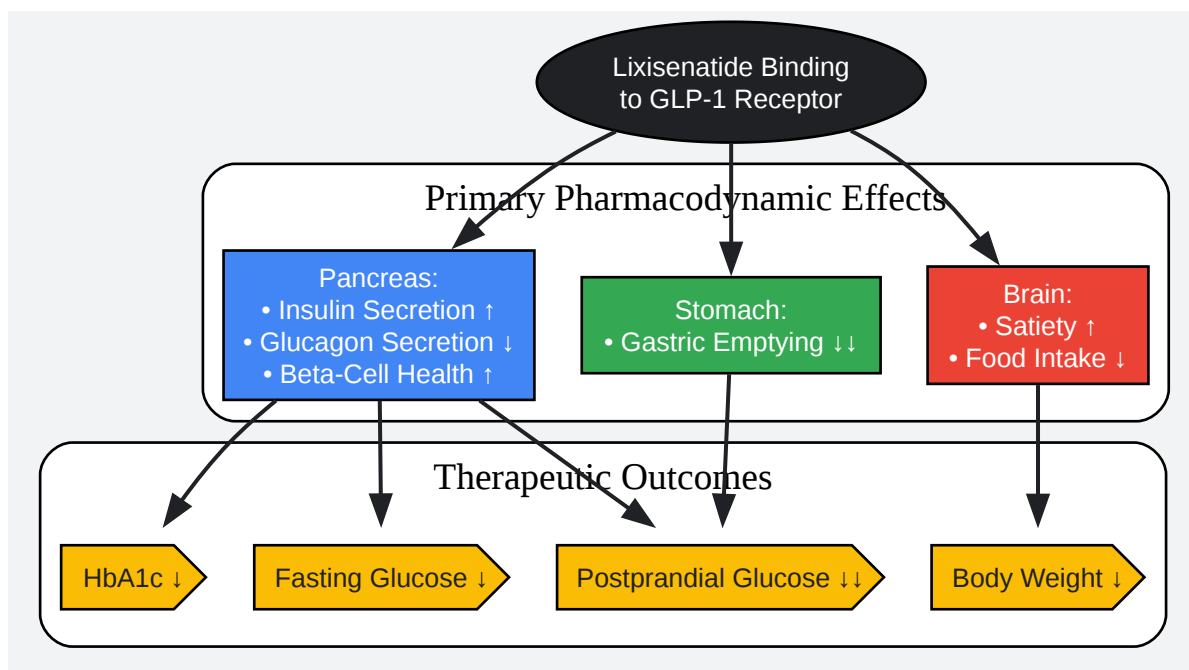 Lixisenatide Binding
to GLP-1 Receptor
Primary Pharmacodynamic Effects
Pancreas:
• Insulin Secretion ↑
• Glucagon Secretion ↓
• Beta-Cell Health ↑
Stomach:
• Gastric Emptying ↓↓
Brain:
• Satiety ↑
• Food Intake ↓
Therapeutic Outcomes
HbA1c ↓
Fasting Glucose ↓
Postprandial Glucose ↓↓
Body Weight ↓